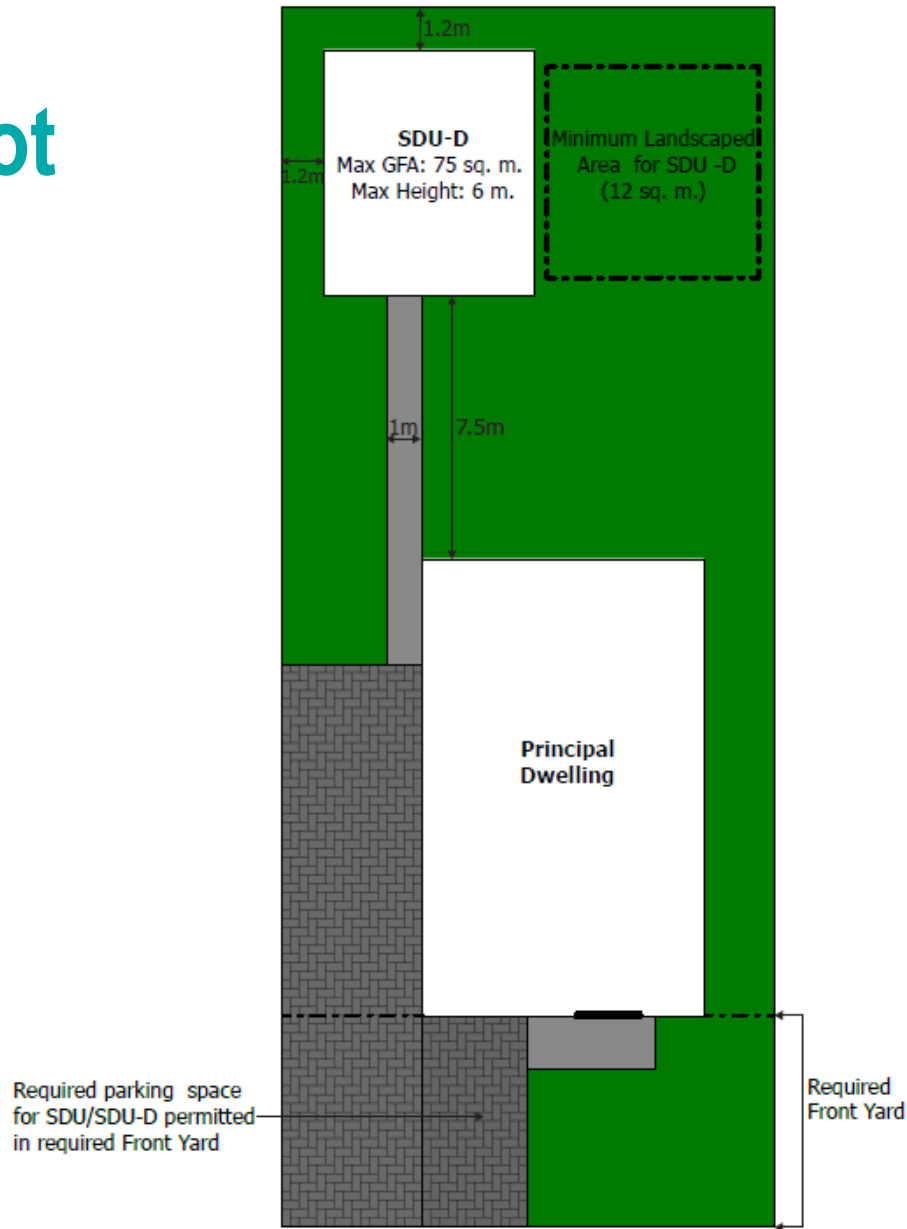 ot
1.2m
SDU-D
Max GFA: 75 sq. m.
Max Height: 6 m.
1.2m
Minimum Landscaped
Area for SDU -D
(12 sq. m.)
1m
7.5m
Principal
Dwelling
Required parking space
for SDU/SDU-D permitted
in required Front Yard
Required
Front Yard